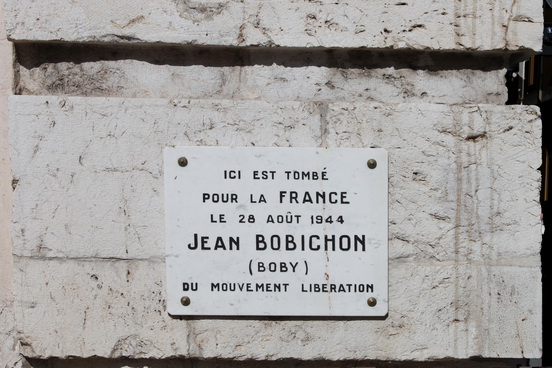 ICI EST TOMBÉ
POUR LA FRANCE
LE 28 AOÛT 1944
JEAN BOBICHON
(BOBY)
DU MOUVEMENT LIBERATION